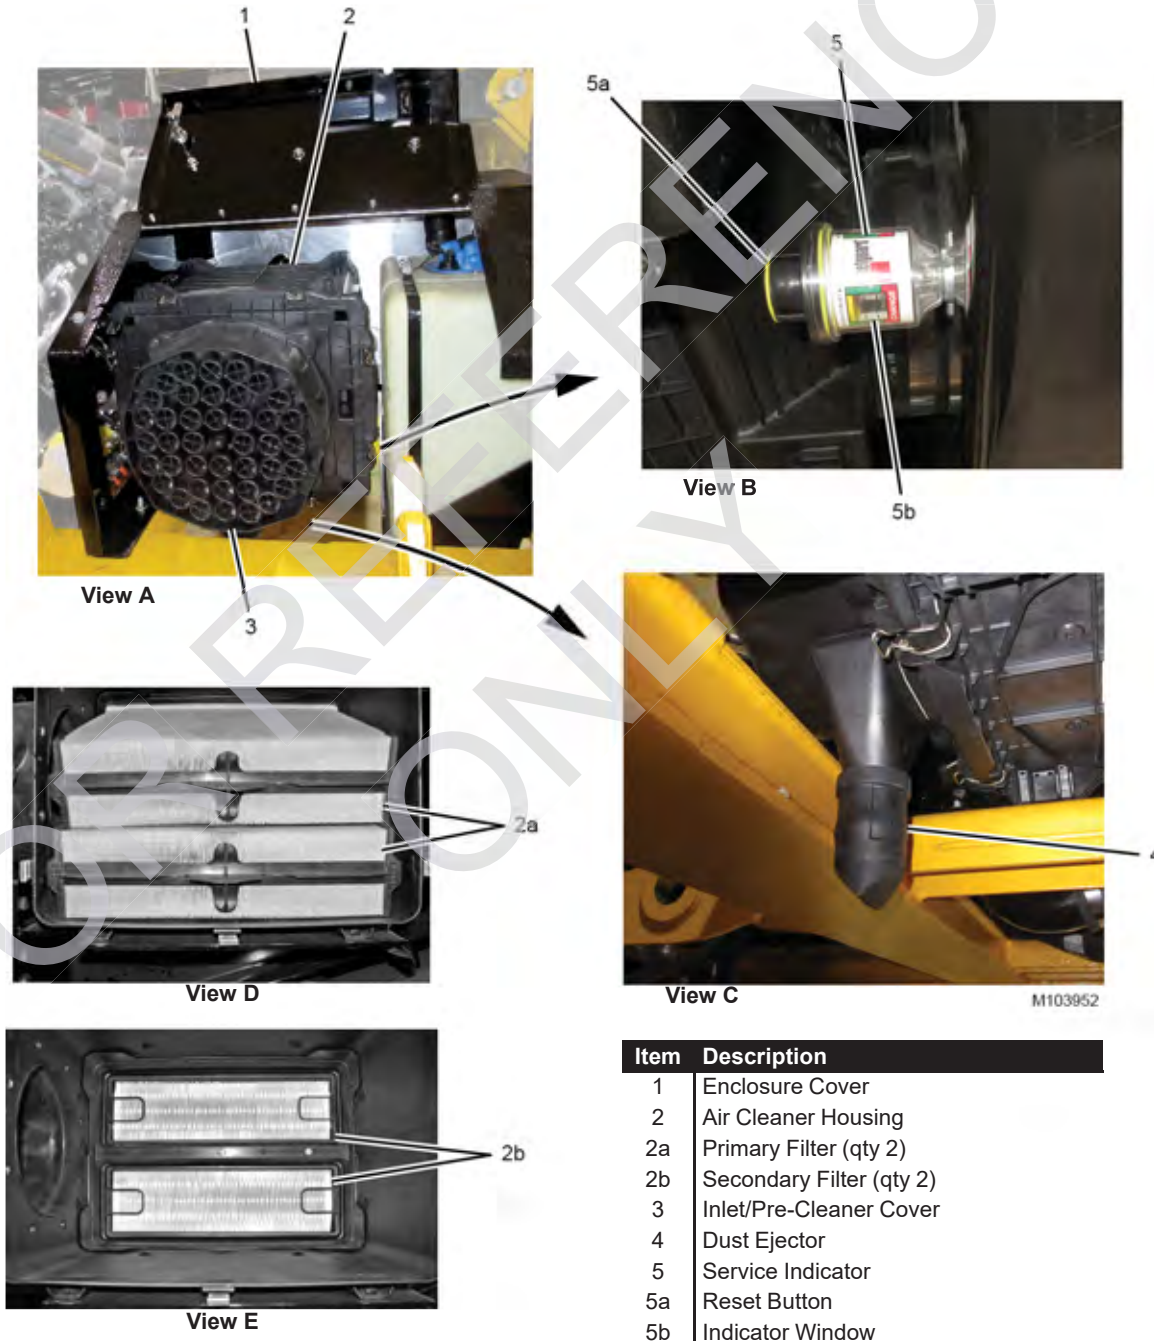 1 2
5
5a
View B
5b
View A
3
2a
4
View D
View C
M103952
2b
View E
Item Description
1 Enclosure Cover
2 Air Cleaner Housing
2a Primary Filter (qty 2)
2b Secondary Filter (qty 2)
3 Inlet/Pre-Cleaner Cover
4 Dust Ejector
5 Service Indicator
5a Reset Button
5b Indicator Window
OR REFERENC
ONLY